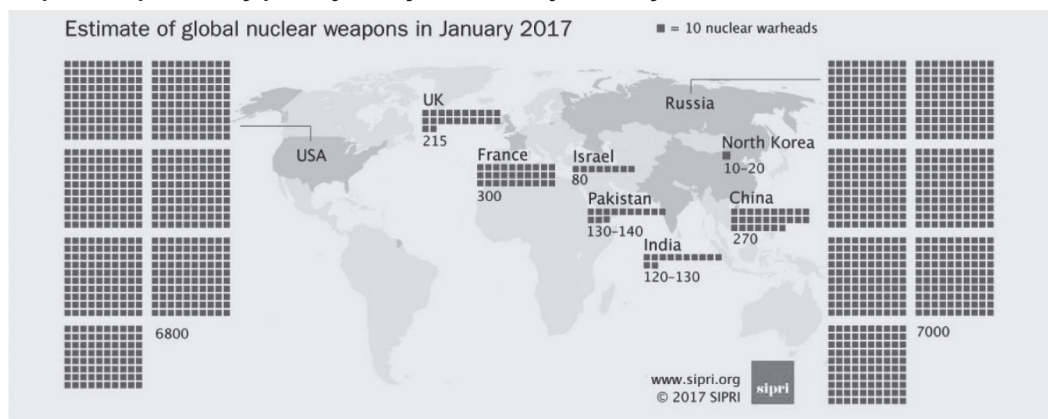 Estimate of global nuclear weapons in January 2017
= 10 nuclear warheads
Russia
UK
215
USA
North Korea
10–20
France
300
Israel
80
Pakistan
130–140
China
270
India
120–130
6800
7000
www.sipri.org
© 2017 SIPRI
sipri